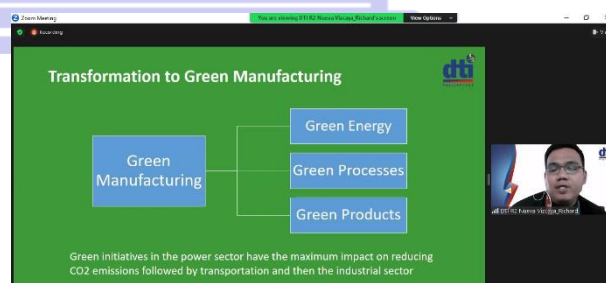 Zoom Meeting
You are viewing DTI R2 Nueva Vizcaya_Richard's screen
View Options
Recording
Transformation to Green Manufacturing
dti
PHILIPPINES
Green Manufacturing
Green Energy
Green Processes
Green Products
Green initiatives in the power sector have the maximum impact on reducing
CO2 emissions followed by transportation and then the industrial sector
DTI R2 Nueva Vizcaya_Richard